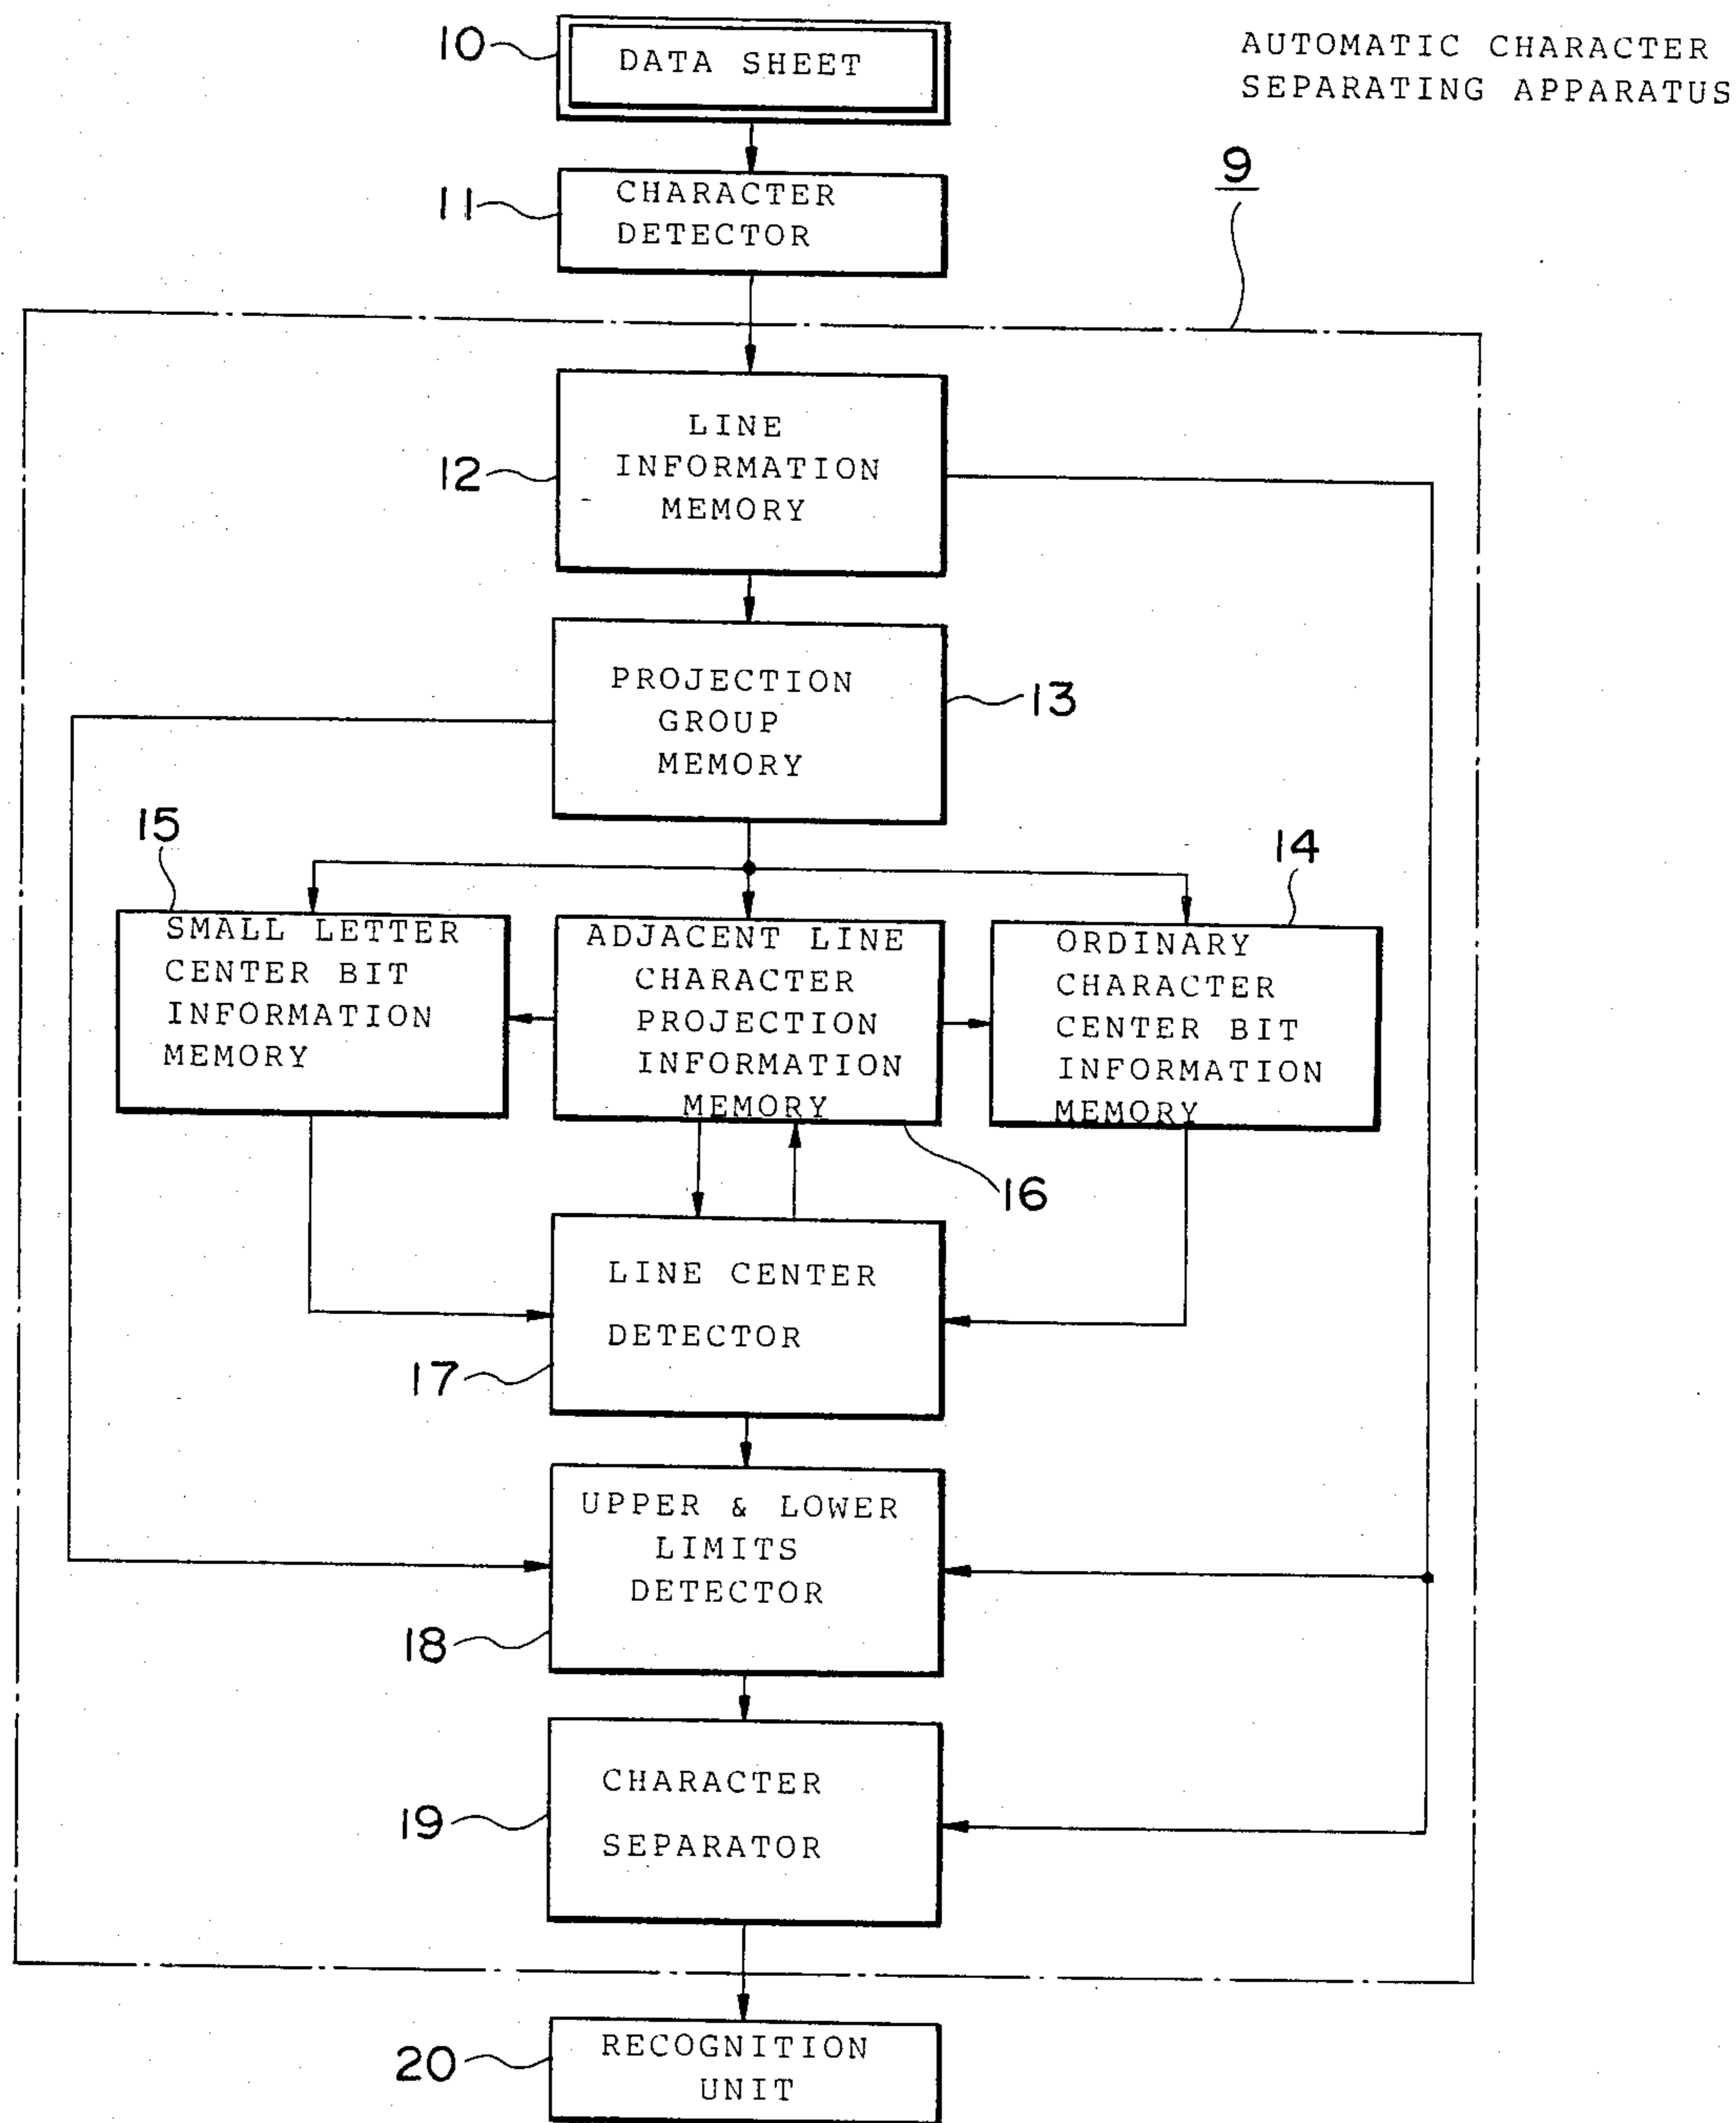 10
DATA SHEET
AUTOMATIC CHARACTER
SEPARATING APPARATUS
9
11
CHARACTER
DETECTOR
12
LINE
INFORMATION
MEMORY
PROJECTION
GROUP
MEMORY
13
15
SMALL LETTER
CENTER BIT
INFORMATION
MEMORY
ADJACENT LINE
CHARACTER
PROJECTION
INFORMATION
MEMORY
16
14
ORDINARY
CHARACTER
CENTER BIT
INFORMATION
MEMORY
LINE CENTER
DETECTOR
17
UPPER & LOWER
LIMITS
DETECTOR
18
CHARACTER
SEPARATOR
19
RECOGNITION
UNIT
20